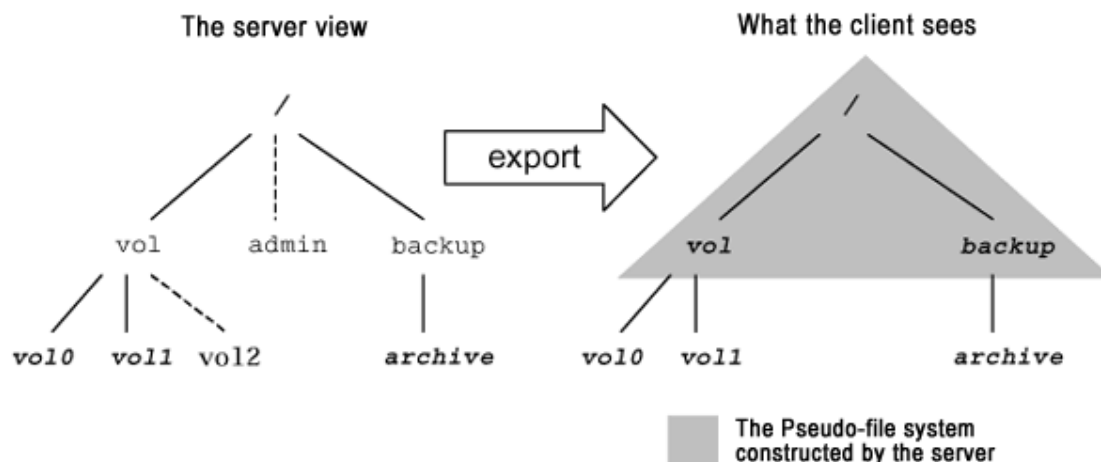 The server view
What the client sees
/
/
export
vol admin backup
vol backup
vol0 vol1 vol2 archive
vol0 vol1 archive
The Pseudo-file system
constructed by the server